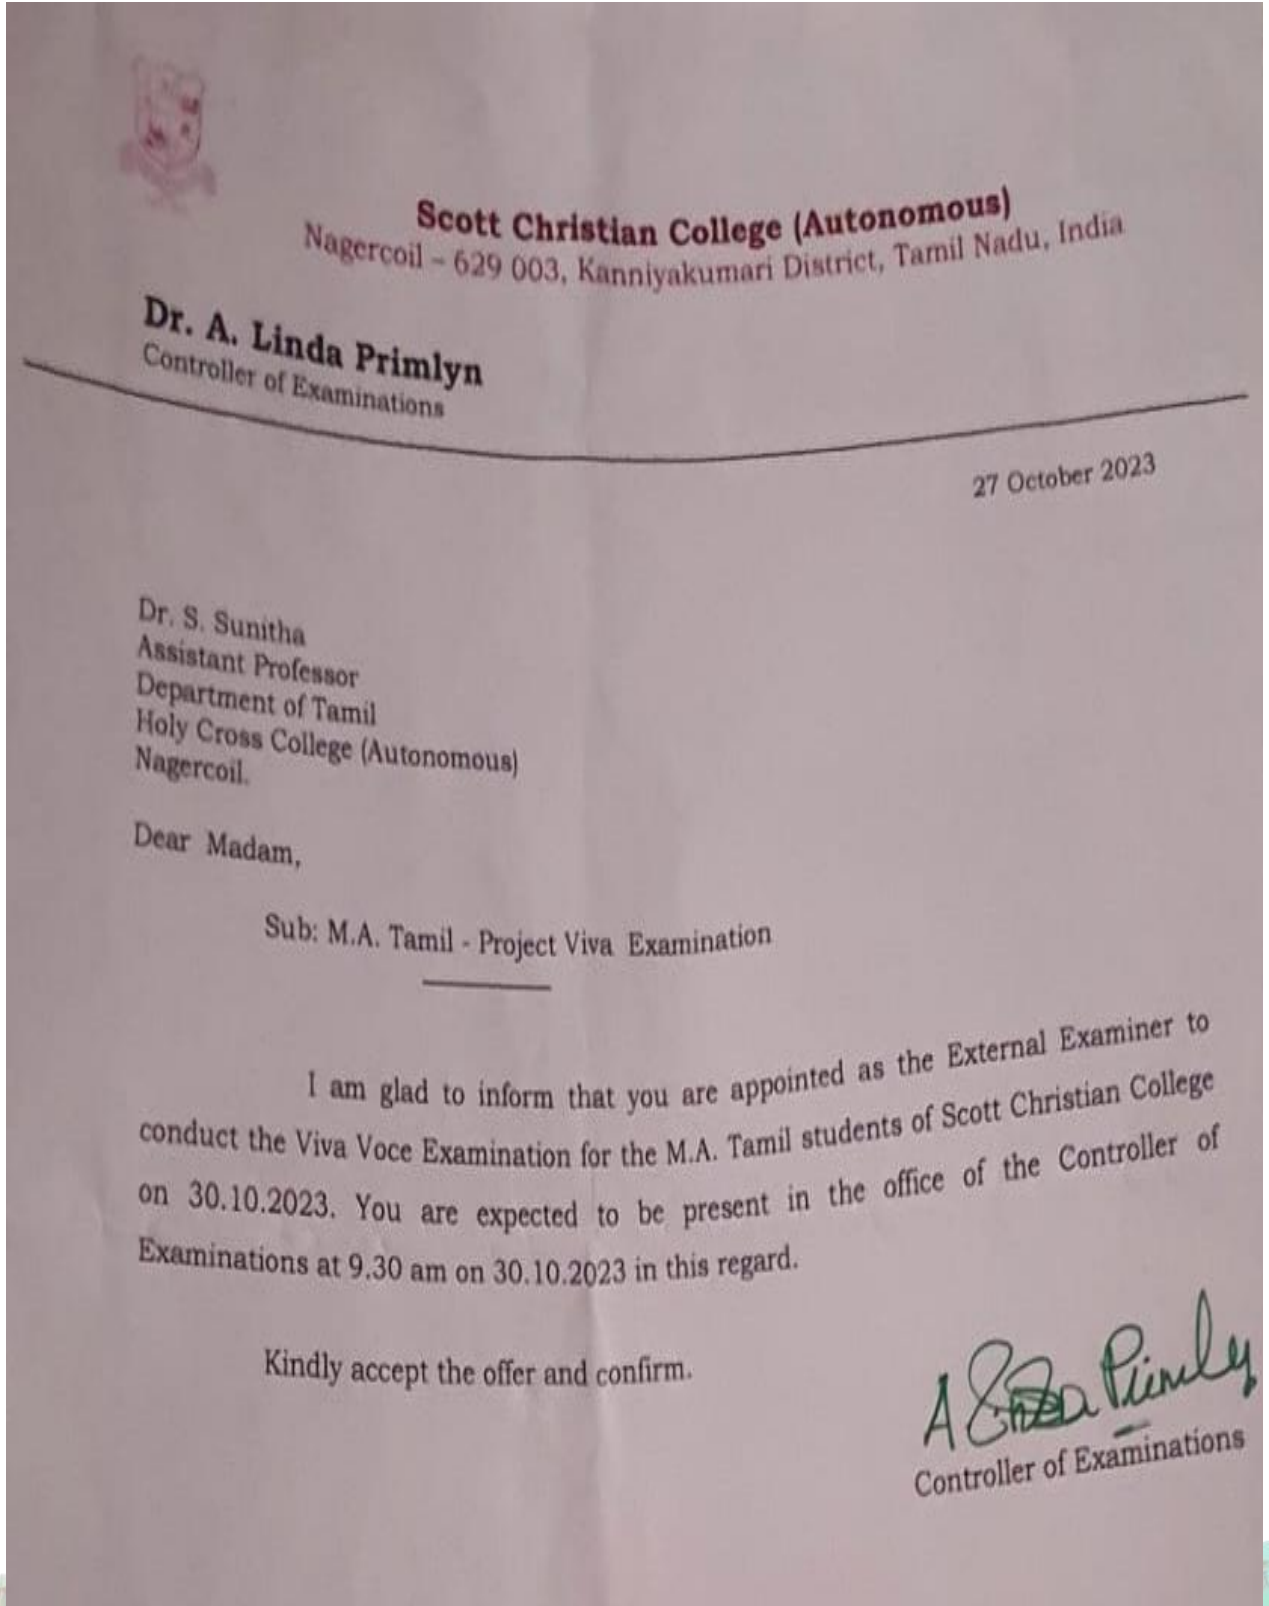 Scott Christian College (Autonomous)
Nagercoil – 629 003, Kanniyakumari District, Tamil Nadu, India
Dr. A. Linda Primlyn
Controller of Examinations
27 October 2023
Dr. S. Sunitha
Assistant Professor
Department of Tamil
Holy Cross College (Autonomous)
Nagercoil.
Dear Madam,
Sub: M.A. Tamil - Project Viva Examination
I am glad to inform that you are appointed as the External Examiner to
conduct the Viva Voce Examination for the M.A. Tamil students of Scott Christian College
on 30.10.2023. You are expected to be present in the office of the Controller of
Examinations at 9.30 am on 30.10.2023 in this regard.
Kindly accept the offer and confirm.
A Linda Primlyn
Controller of Examinations